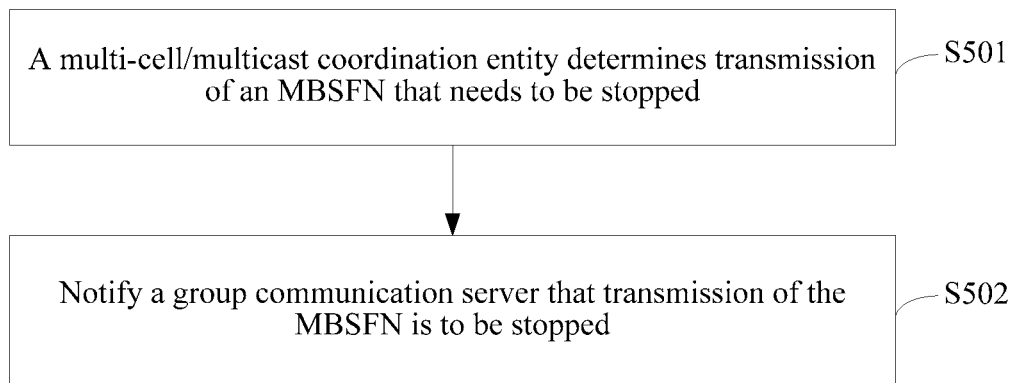 A multi-cell/multicast coordination entity determines transmission
of an MBSFN that needs to be stopped
S501
Notify a group communication server that transmission of the
MBSFN is to be stopped
S502